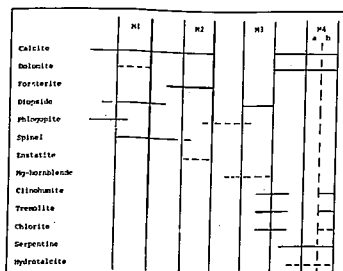 M1 M2 M3 M4
a b
Calcite
Dolomite
Forsterite
Diopside
Phlogopite
Spinel
Enstatite
Mg-hornblende
Clinohumite
Tremolite
Chlorite
Serpentine
Hydrotalcite